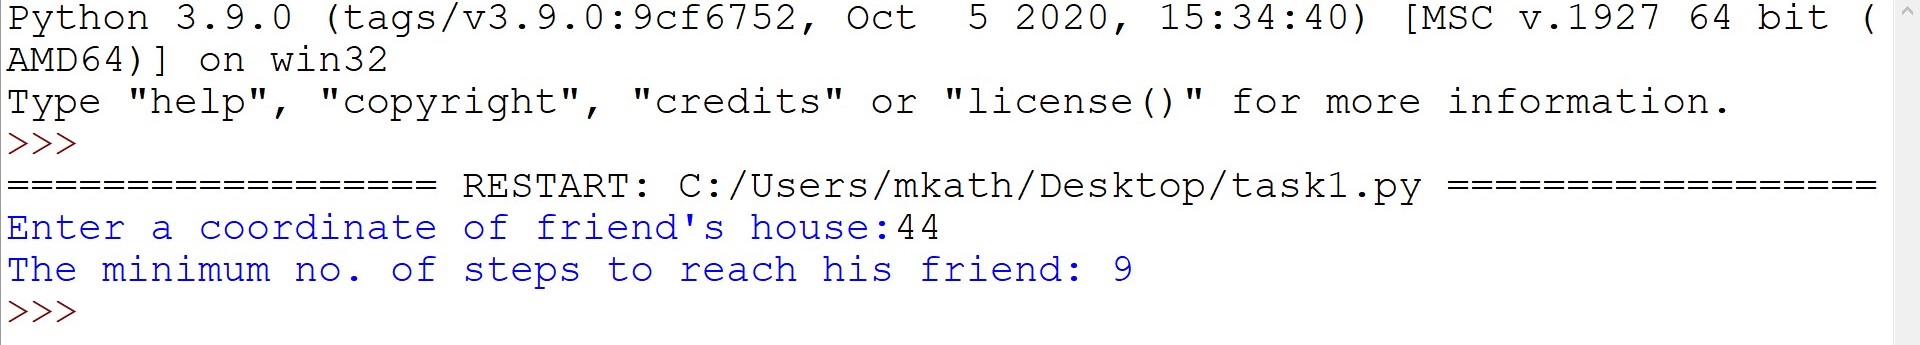 Python 3.9.0 (tags/v3.9.0:9cf6752, Oct  5 2020, 15:34:40) [MSC v.1927 64 bit (
AMD64)] on win32
Type "help", "copyright", "credits" or "license()" for more information.
>>>
================== RESTART: C:/Users/mkath/Desktop/task1.py ==================
Enter a coordinate of friend's house:44
The minimum no. of steps to reach his friend: 9
>>>